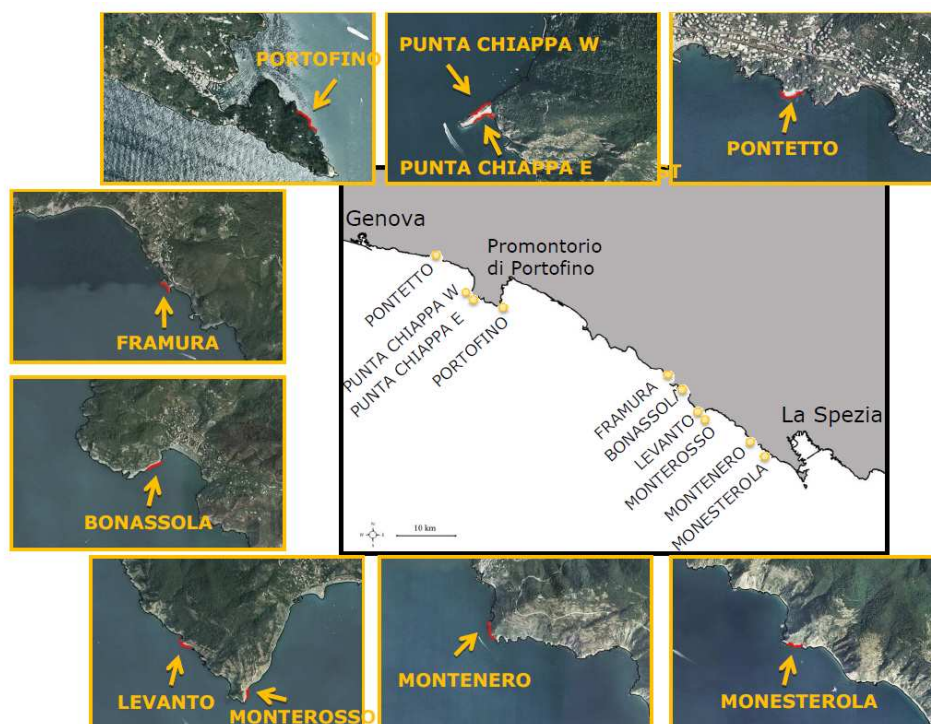 PORTOFINO
PUNTA CHIAPPA W
PUNTA CHIAPPA E
PONTETTO
ST
FRAMURA
BONASSOLA
Genova
Promontorio
di Portofino
PONTETTO
PUNTA CHIAPPA W
PUNTA CHIAPPA E
PORTOFINO
FRAMURA
BONASSOLA
LEVANTO
MONTEROSSO
MONTENERO
MONESTEROLA
La Spezia
10 km
LEVANTO
MONTEROSSO
MONTENERO
MONESTEROLA